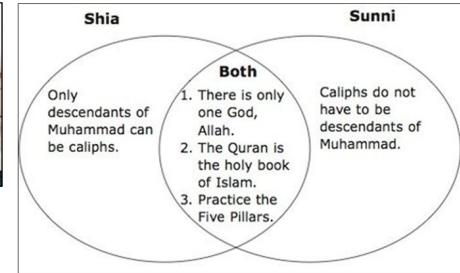 Shia
Sunni
Both
Only
descendants of
Muhammad can
be caliphs.
1. There is only
one God,
Allah.
2. The Quran is
the holy book
of Islam.
3. Practice the
Five Pillars.
Caliphs do not
have to be
descendants of
Muhammad.